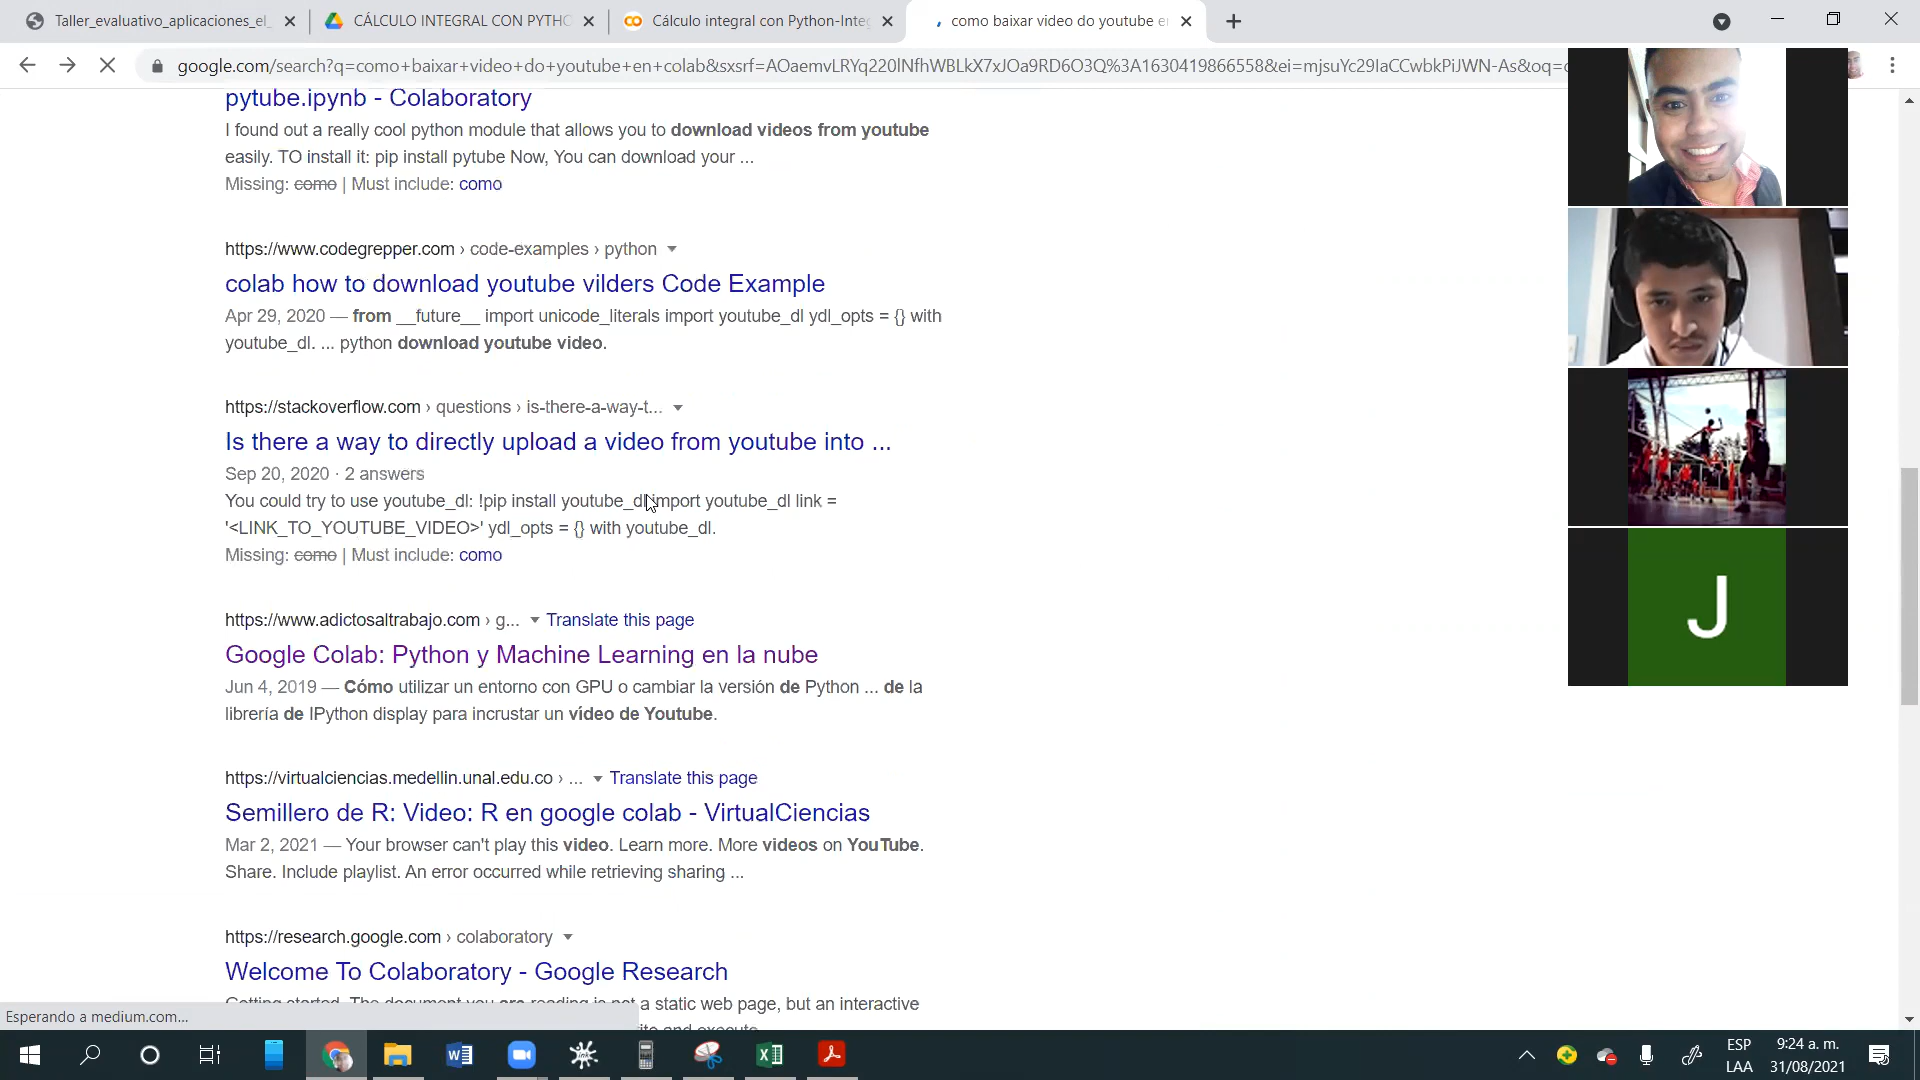 Taller_evaluativo_aplicaciones_el_
CÁLCULO INTEGRAL CON PYTHO
Cálculo integral con Python-Integ
como baixar video do youtube en
google.com/search?q=como+baixar+video+do+youtube+en+colab&sxsrf=AOaemvLRYq220lNfhWBLkX7xJOa9RD6O3Q%3A1630419866558&ei=mjsuYc29IaCCwbkPiJWN-As&oq=c
pytube.ipynb - Colaboratory
I found out a really cool python module that allows you to download videos from youtube
easily. TO install it: pip install pytube Now, You can download your ...
Missing: como | Must include: como
https://www.codegrepper.com › code-examples › python
colab how to download youtube vilders Code Example
Apr 29, 2020 — from __future__ import unicode_literals import youtube_dl ydl_opts = {} with
youtube_dl. ... python download youtube video.
https://stackoverflow.com › questions › is-there-a-way-t...
Is there a way to directly upload a video from youtube into ...
Sep 20, 2020 · 2 answers
You could try to use youtube_dl: !pip install youtube_dl import youtube_dl link =
'<LINK_TO_YOUTUBE_VIDEO>' ydl_opts = {} with youtube_dl.
Missing: como | Must include: como
https://www.adictosaltrabajo.com › g... Translate this page
Google Colab: Python y Machine Learning en la nube
Jun 4, 2019 — Cómo utilizar un entorno con GPU o cambiar la versión de Python ... de la
librería de IPython display para incrustar un vídeo de Youtube.
https://virtualciencias.medellin.unal.edu.co › ... Translate this page
Semillero de R: Video: R en google colab - VirtualCiencias
Mar 2, 2021 — Your browser can't play this video. Learn more. More videos on YouTube.
Share. Include playlist. An error occurred while retrieving sharing ...
https://research.google.com › colaboratory
Welcome To Colaboratory - Google Research
Getting started. The document you are reading is not a static web page, but an interactive
Esperando a medium.com...
J
ESP
LAA
9:24 a. m.
31/08/2021